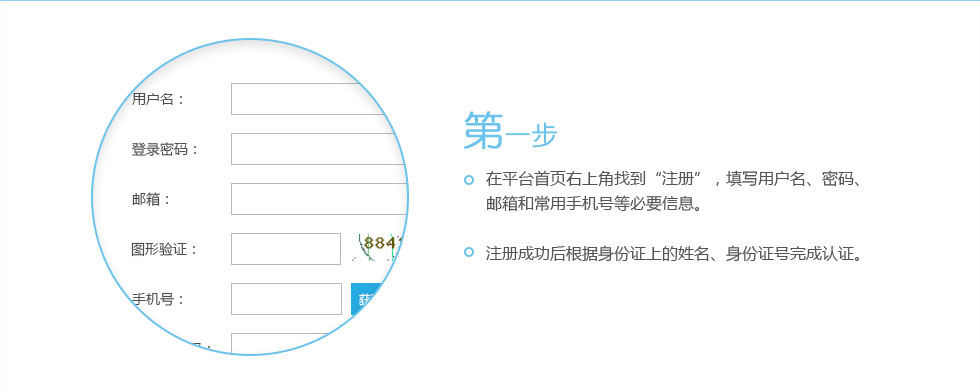 用户名：
登录密码：
邮箱：
图形验证：
884
手机号：
获
第一步
在平台首页右上角找到“注册”，填写用户名、密码、
邮箱和常用手机号等必要信息。
注册成功后根据身份证上的姓名、身份证号完成认证。